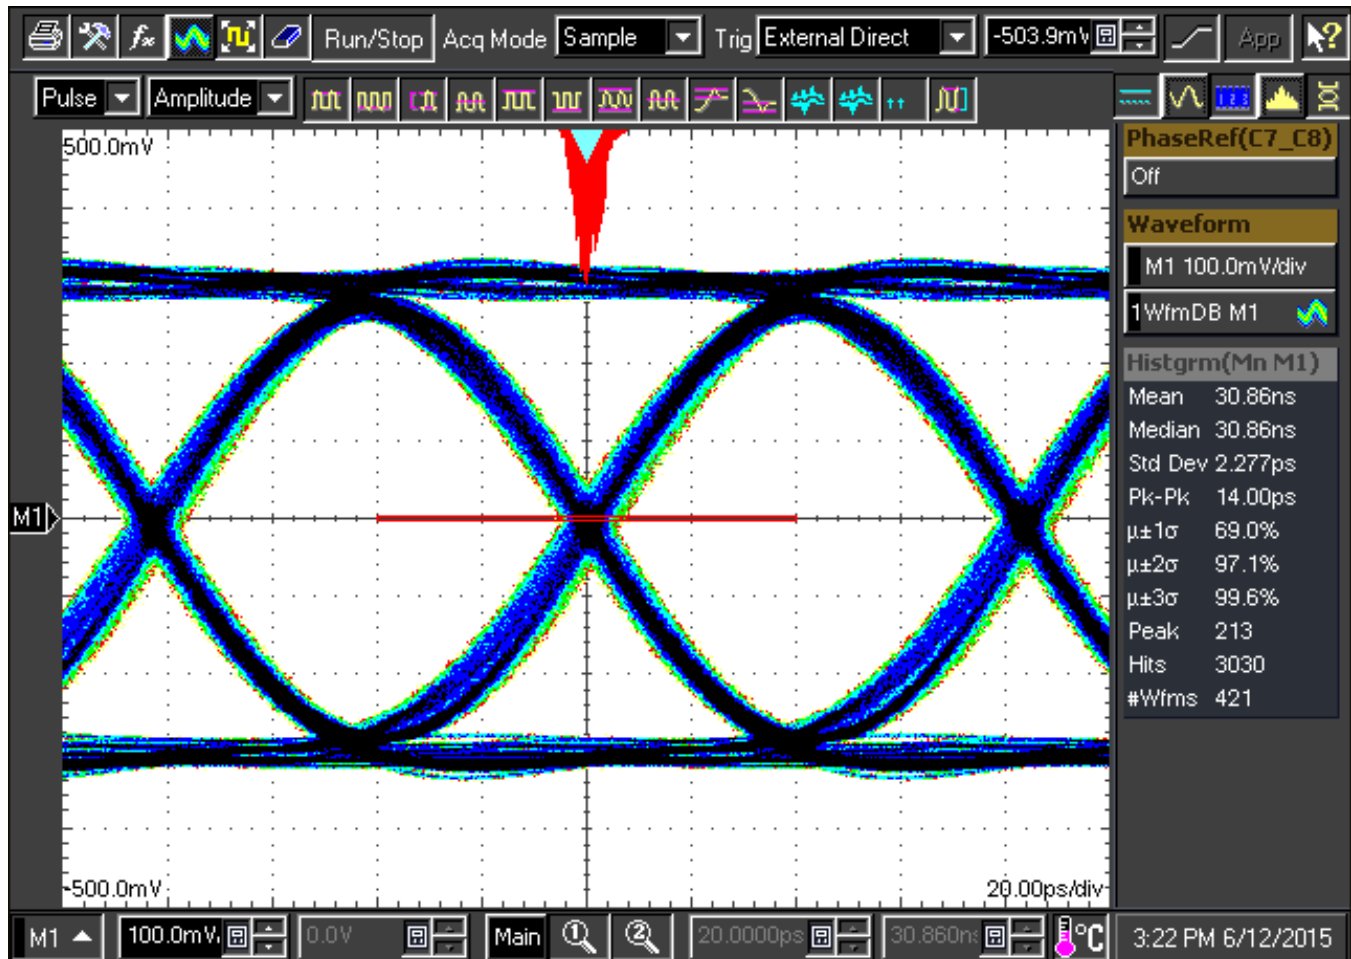 fx Run/Stop Acq Mode Sample Trig External Direct -503.9mV App ?
Pulse Amplitude
500.0mV
PhaseRef(C7_C8)
Off
Waveform
M1 100.0mV/div
1WfmDB M1
Histgrm(Mn M1)
Mean 30.86ns
Median 30.86ns
Std Dev 2.277ps
Pk-Pk 14.00ps
M1
μ±1σ 69.0%
μ±2σ 97.1%
μ±3σ 99.6%
Peak 213
Hits 3030
#Wfms 421
-500.0mV
20.00ps/div
M1 100.0mV 0.0V Main 1 2 20.0000ps 30.860n °C 3:22 PM 6/12/2015